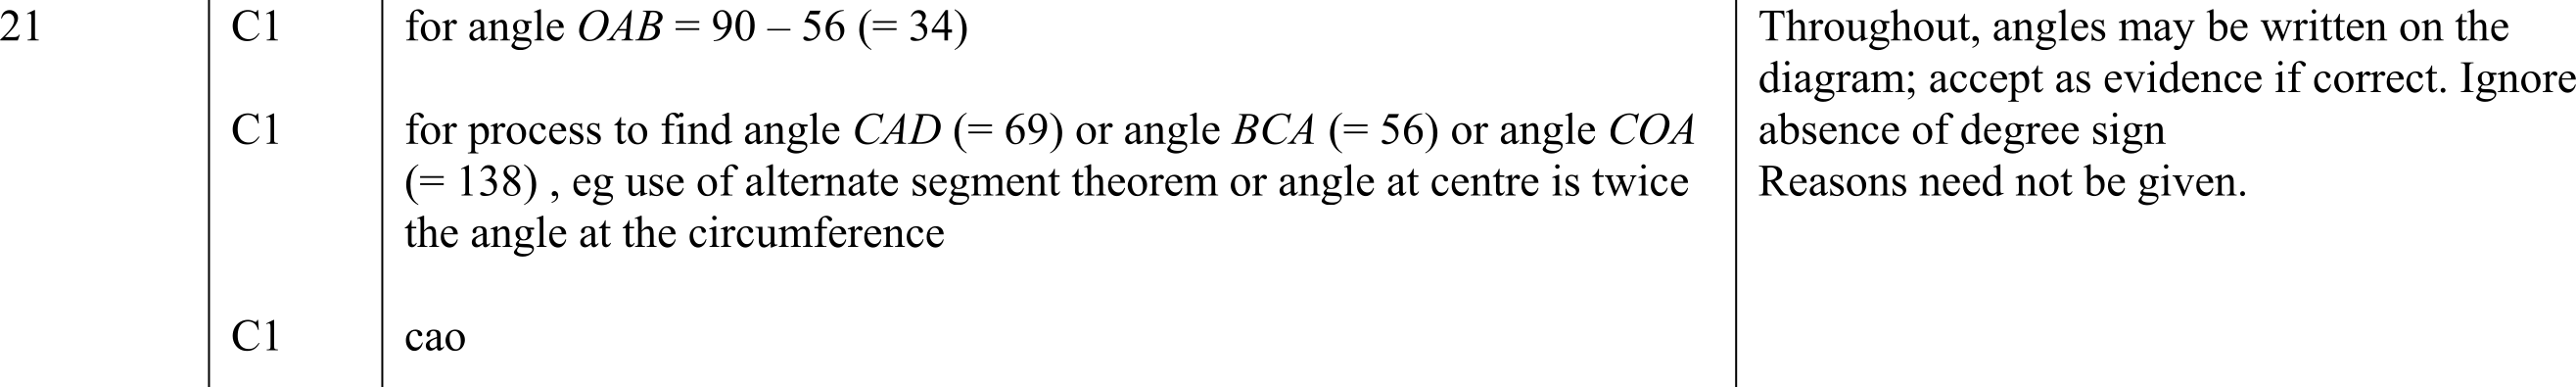 21
C1
for angle OAB = 90 – 56 (= 34)
C1
for process to find angle CAD (= 69) or angle BCA (= 56) or angle COA
(= 138) , eg use of alternate segment theorem or angle at centre is twice
the angle at the circumference
C1
cao
Throughout, angles may be written on the
diagram; accept as evidence if correct. Ignore
absence of degree sign
Reasons need not be given.